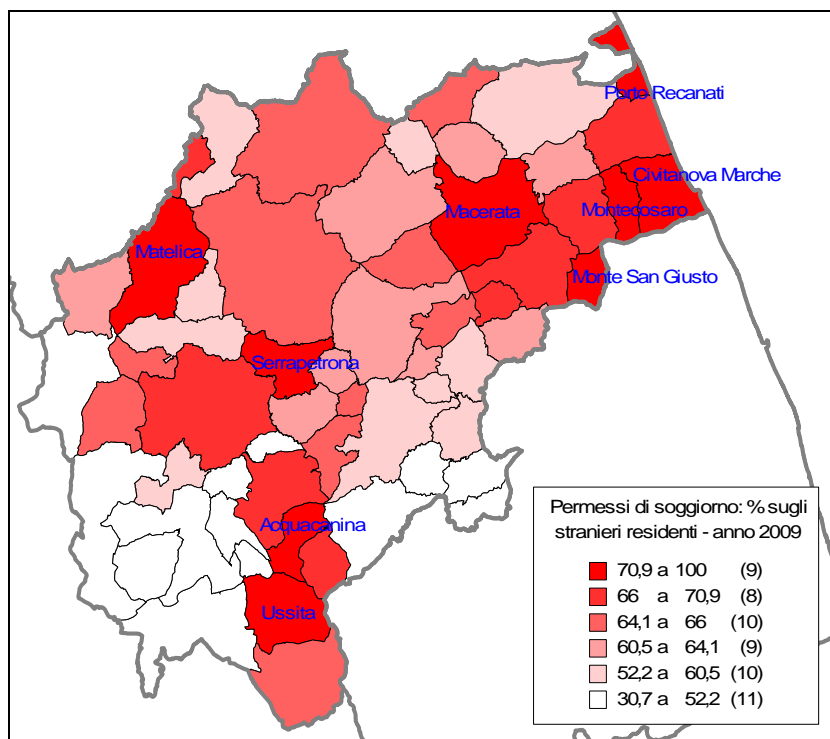 Porto Recanati
Civitanova Marche
Macerata
Montecosaro
Matelica
Monte San Giusto
Serrapetrona
Acquacanina
Ussita
Permessi di soggiorno: % sugli
stranieri residenti - anno 2009
70,9 a 100 (9)
66 a 70,9 (8)
64,1 a 66 (10)
60,5 a 64,1 (9)
52,2 a 60,5 (10)
30,7 a 52,2 (11)